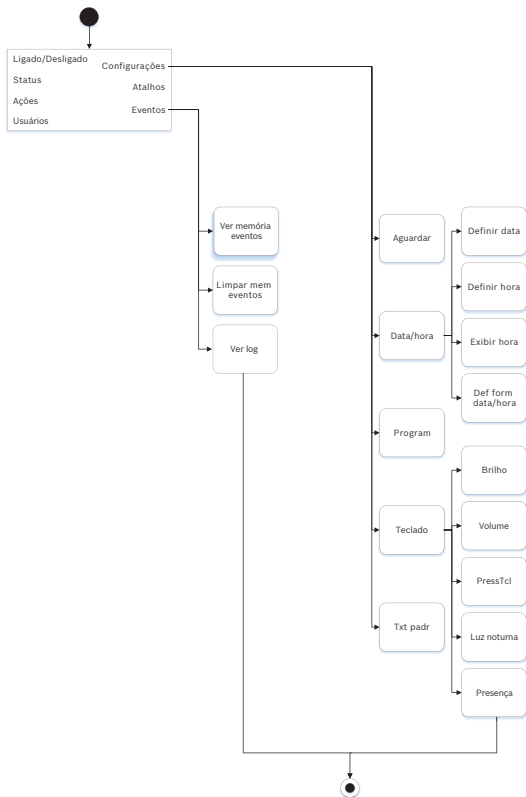 Ligado/Desligado
Status
Ações
Usuários
Configurações
Atalhos
Eventos
Ver memória
eventos
Limpar mem
eventos
Ver log
Aguardar
Data/hora
Program
Teclado
Txt padr
Definir data
Definir hora
Exibir hora
Def form
data/hora
Brilho
Volume
PressTcl
Luz noturna
Presença